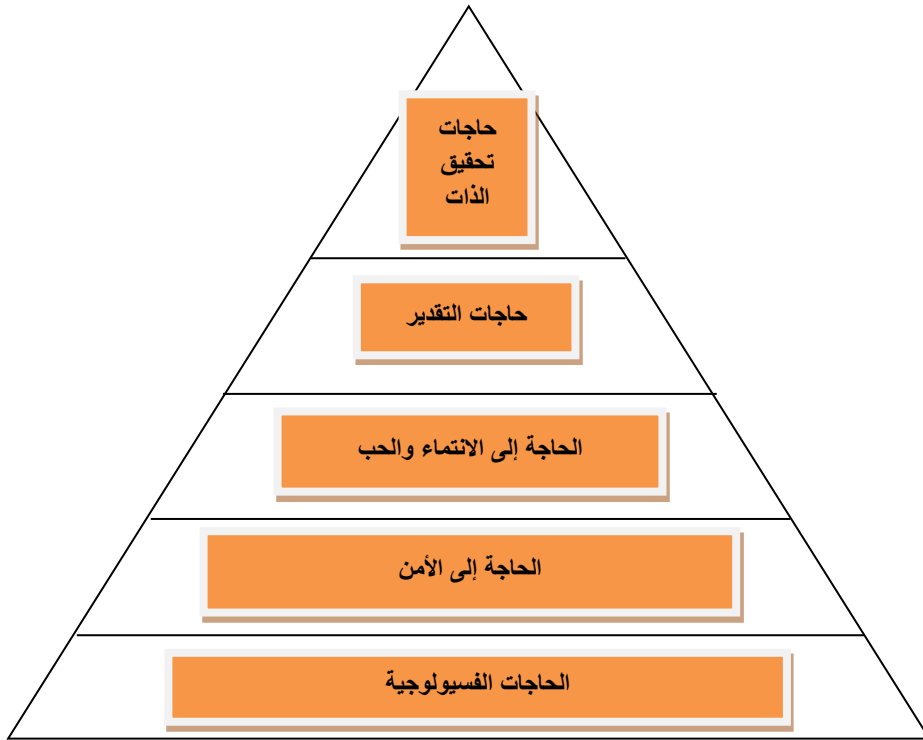 حاجات
تحقيق
الذات
حاجات التقدير
الحاجة إلى الانتماء والحب
الحاجة إلى الأمن
الحاجات الفسيولوجية